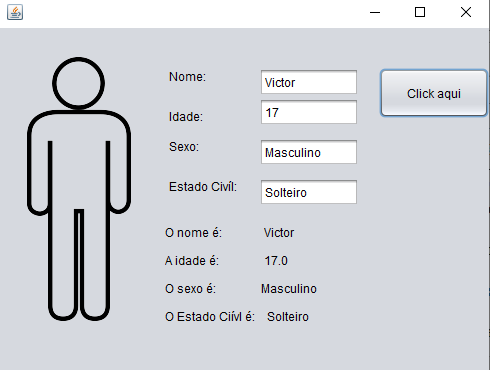 Nome: Victor
Click aqui
Idade: 17
Sexo: Masculino
Estado Civíl: Solteiro
O nome é: Victor
A idade é: 17.0
O sexo é: Masculino
O Estado Ciívl é: Solteiro